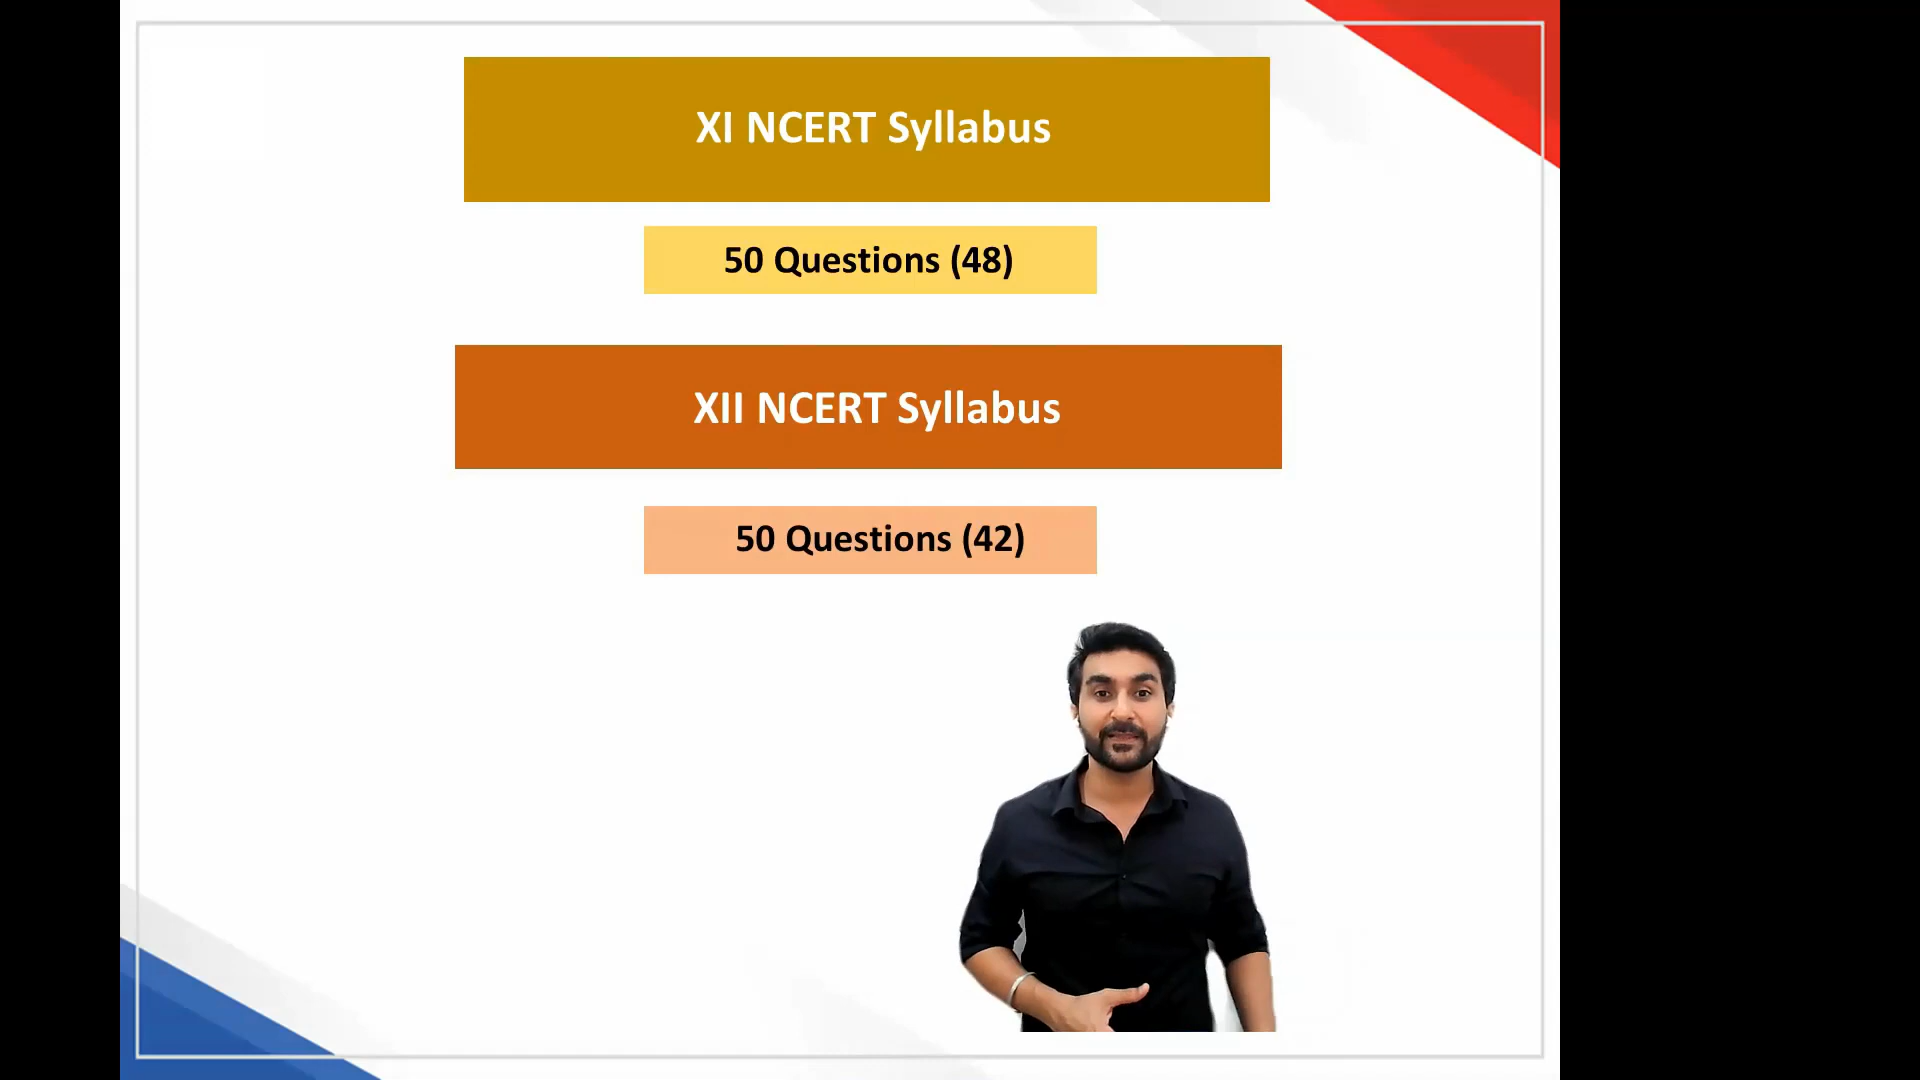 XI NCERT Syllabus
50 Questions (48)
XII NCERT Syllabus
50 Questions (42)